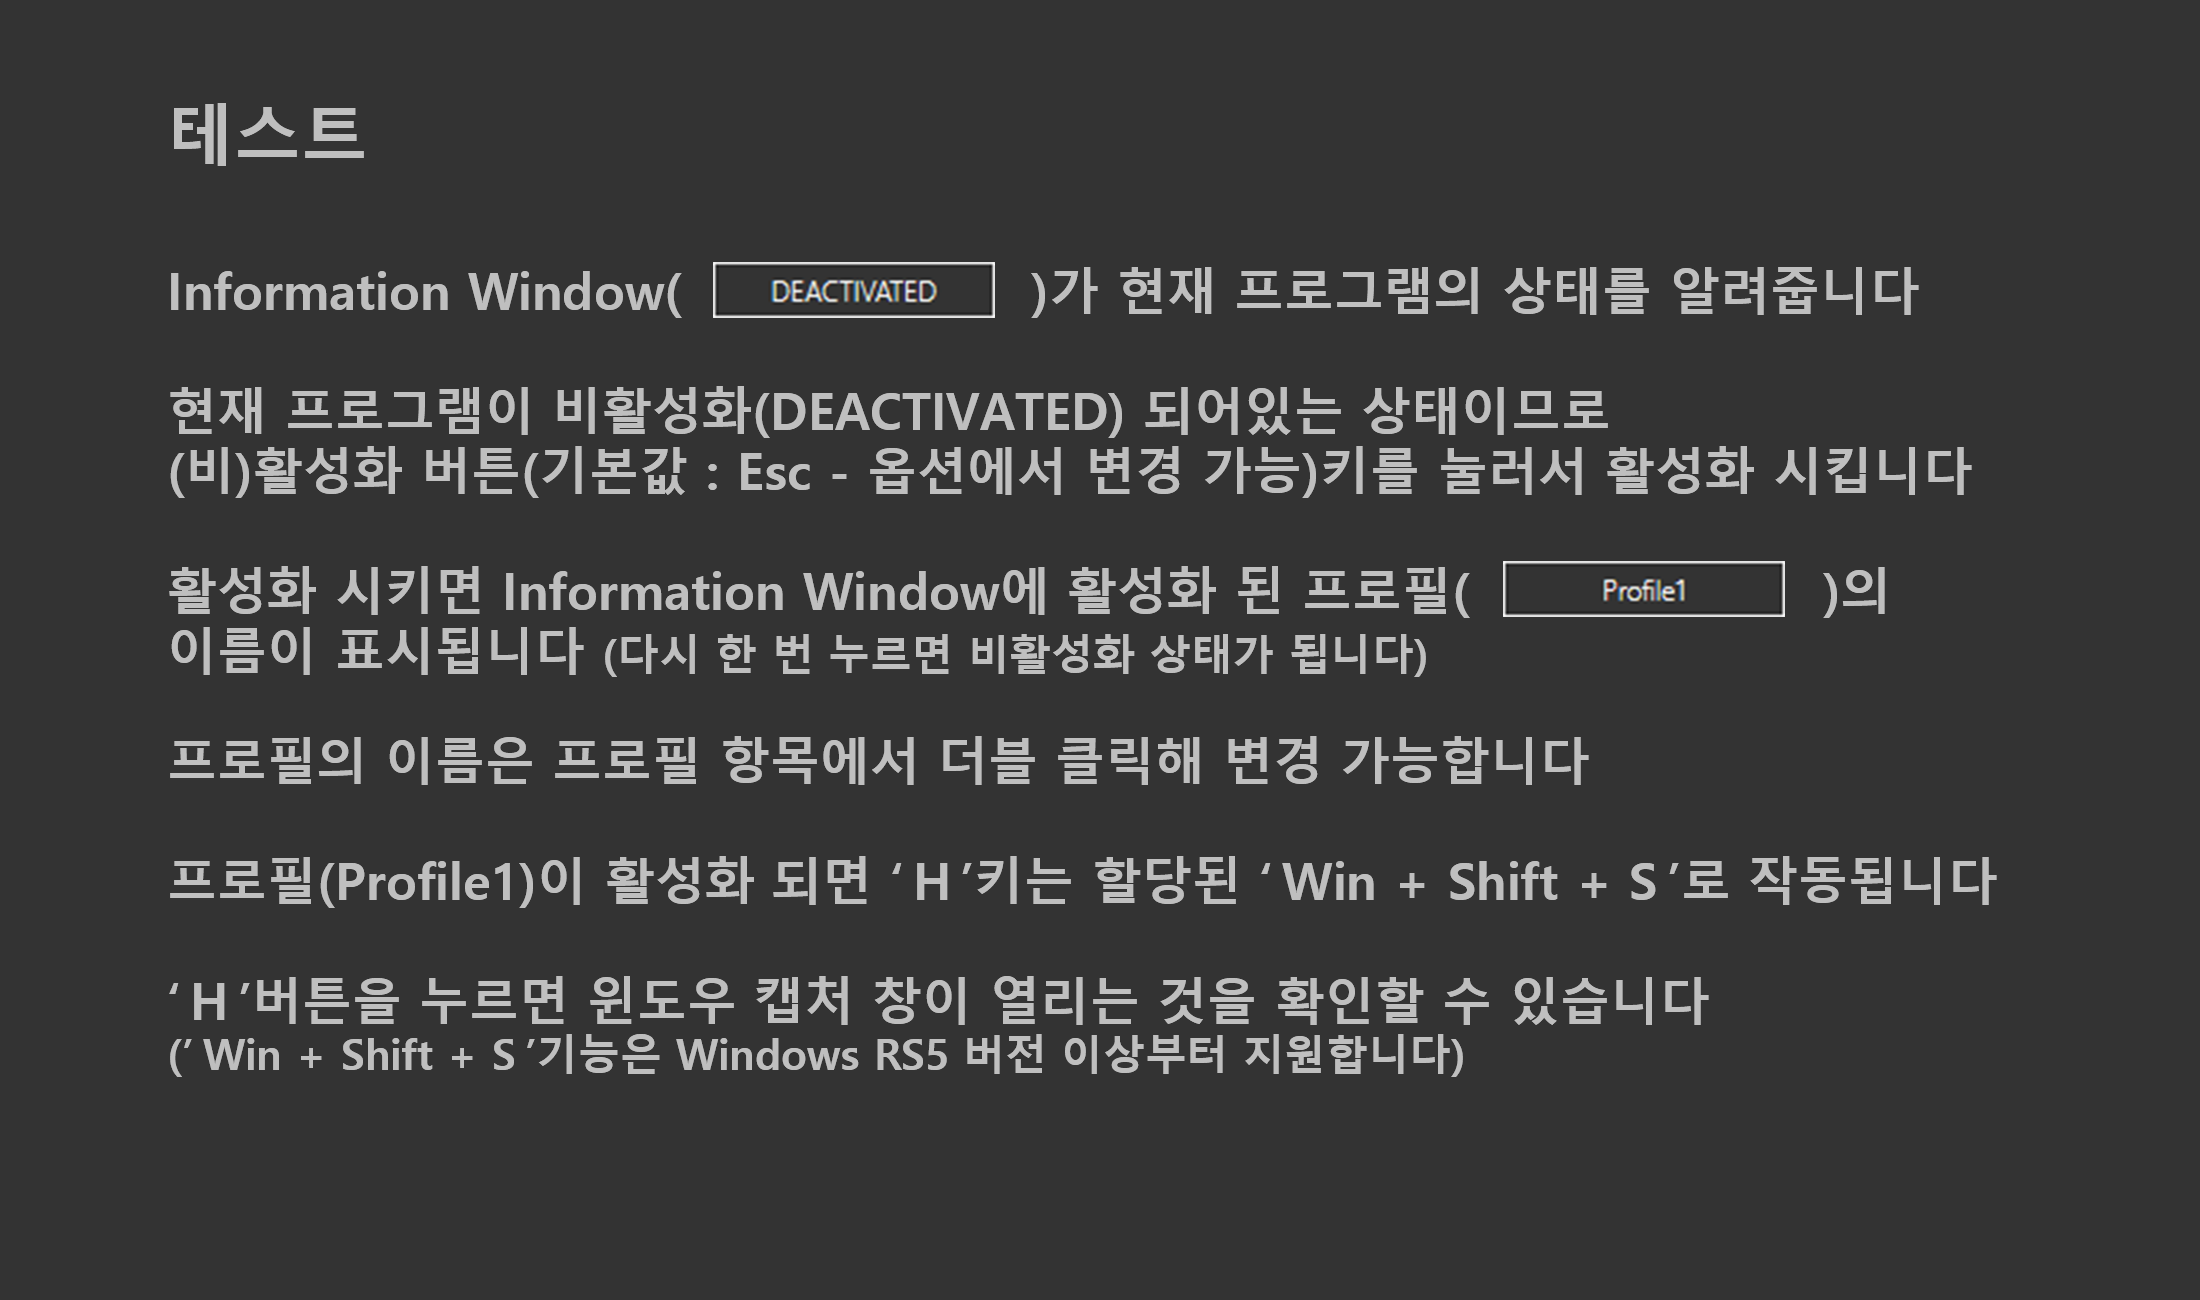 테스트
Information Window( DEACTIVATED )가 현재 프로그램의 상태를 알려줍니다
현재 프로그램이 비활성화(DEACTIVATED) 되어있는 상태이므로
(비)활성화 버튼(기본값 : Esc - 옵션에서 변경 가능)키를 눌러서 활성화 시킵니다
활성화 시키면 Information Window에 활성화 된 프로필( Profile1 )의
이름이 표시됩니다 (다시 한 번 누르면 비활성화 상태가 됩니다)
프로필의 이름은 프로필 항목에서 더블 클릭해 변경 가능합니다
프로필(Profile1)이 활성화 되면 ‘ H ’키는 할당된 ‘ Win + Shift + S ’로 작동됩니다
‘ H ’버튼을 누르면 윈도우 캡처 창이 열리는 것을 확인할 수 있습니다
(’ Win + Shift + S ’기능은 Windows RS5 버전 이상부터 지원합니다)